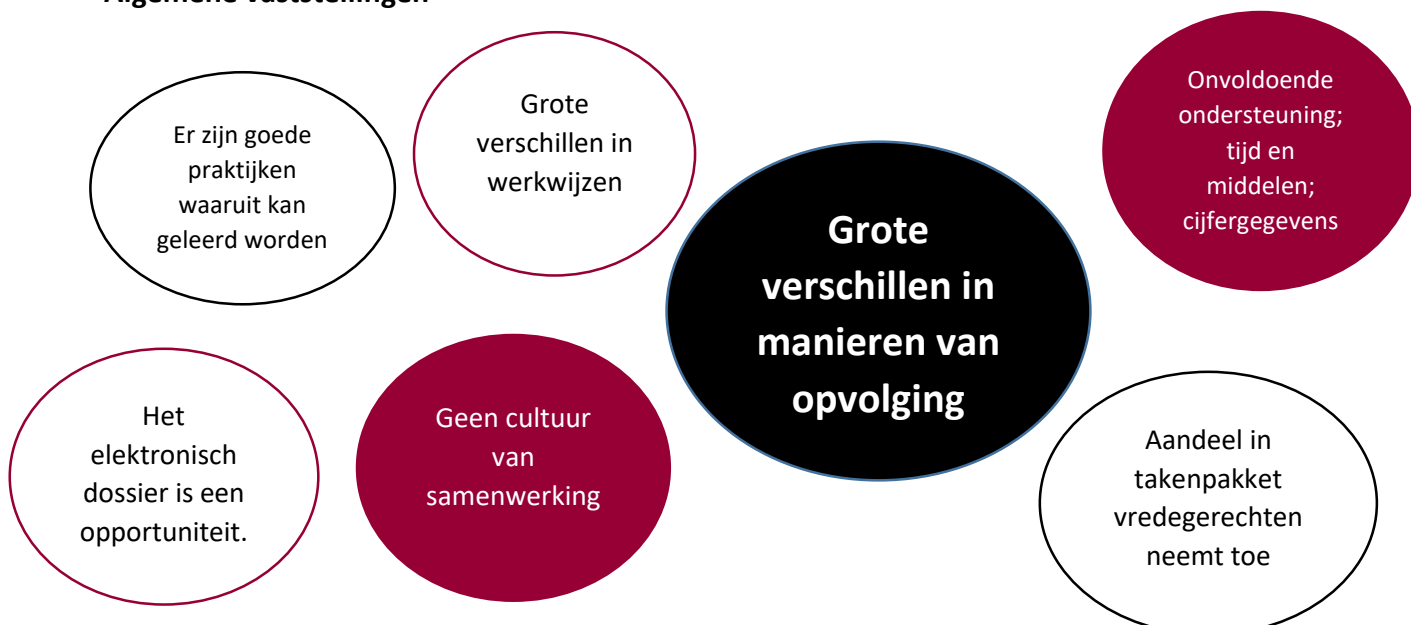 Algemene vaststellingen
Er zijn goede
praktijken
waaruit kan
geleerd worden
Grote
verschillen in
werkwijzen
Grote
verschillen in
manieren van
opvolging
Onvoldoende
ondersteuning;
tijd en
middelen;
cijfergegevens
Het
elektronisch
dossier is een
opportuniteit.
Geen cultuur
van
samenwerking
Aandeel in
takenpakket
vredegerechten
neemt toe